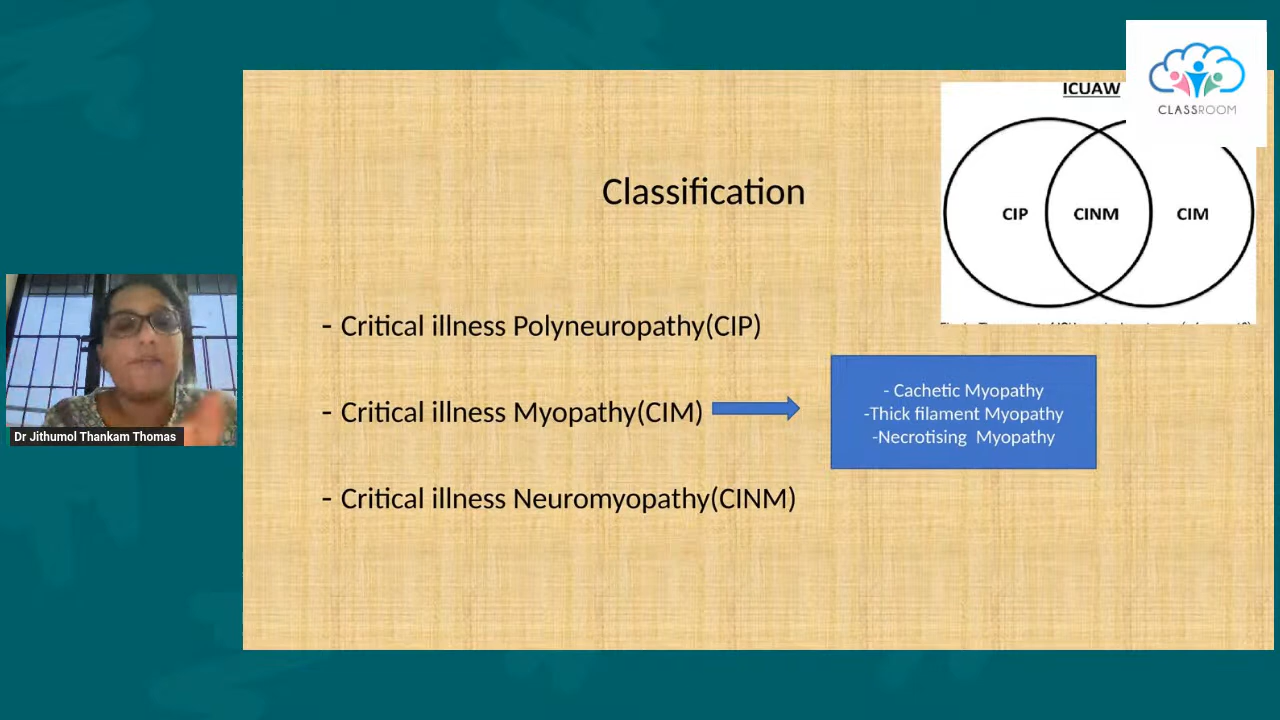 CLASSROOM
ICUAW
CIP
CINM
CIM
Classification
- Critical illness Polyneuropathy(CIP)
- Critical illness Myopathy(CIM)
- Cachetic Myopathy
-Thick filament Myopathy
-Necrotising Myopathy
- Critical illness Neuromyopathy(CINM)
Dr Jithumol Thankam Thomas